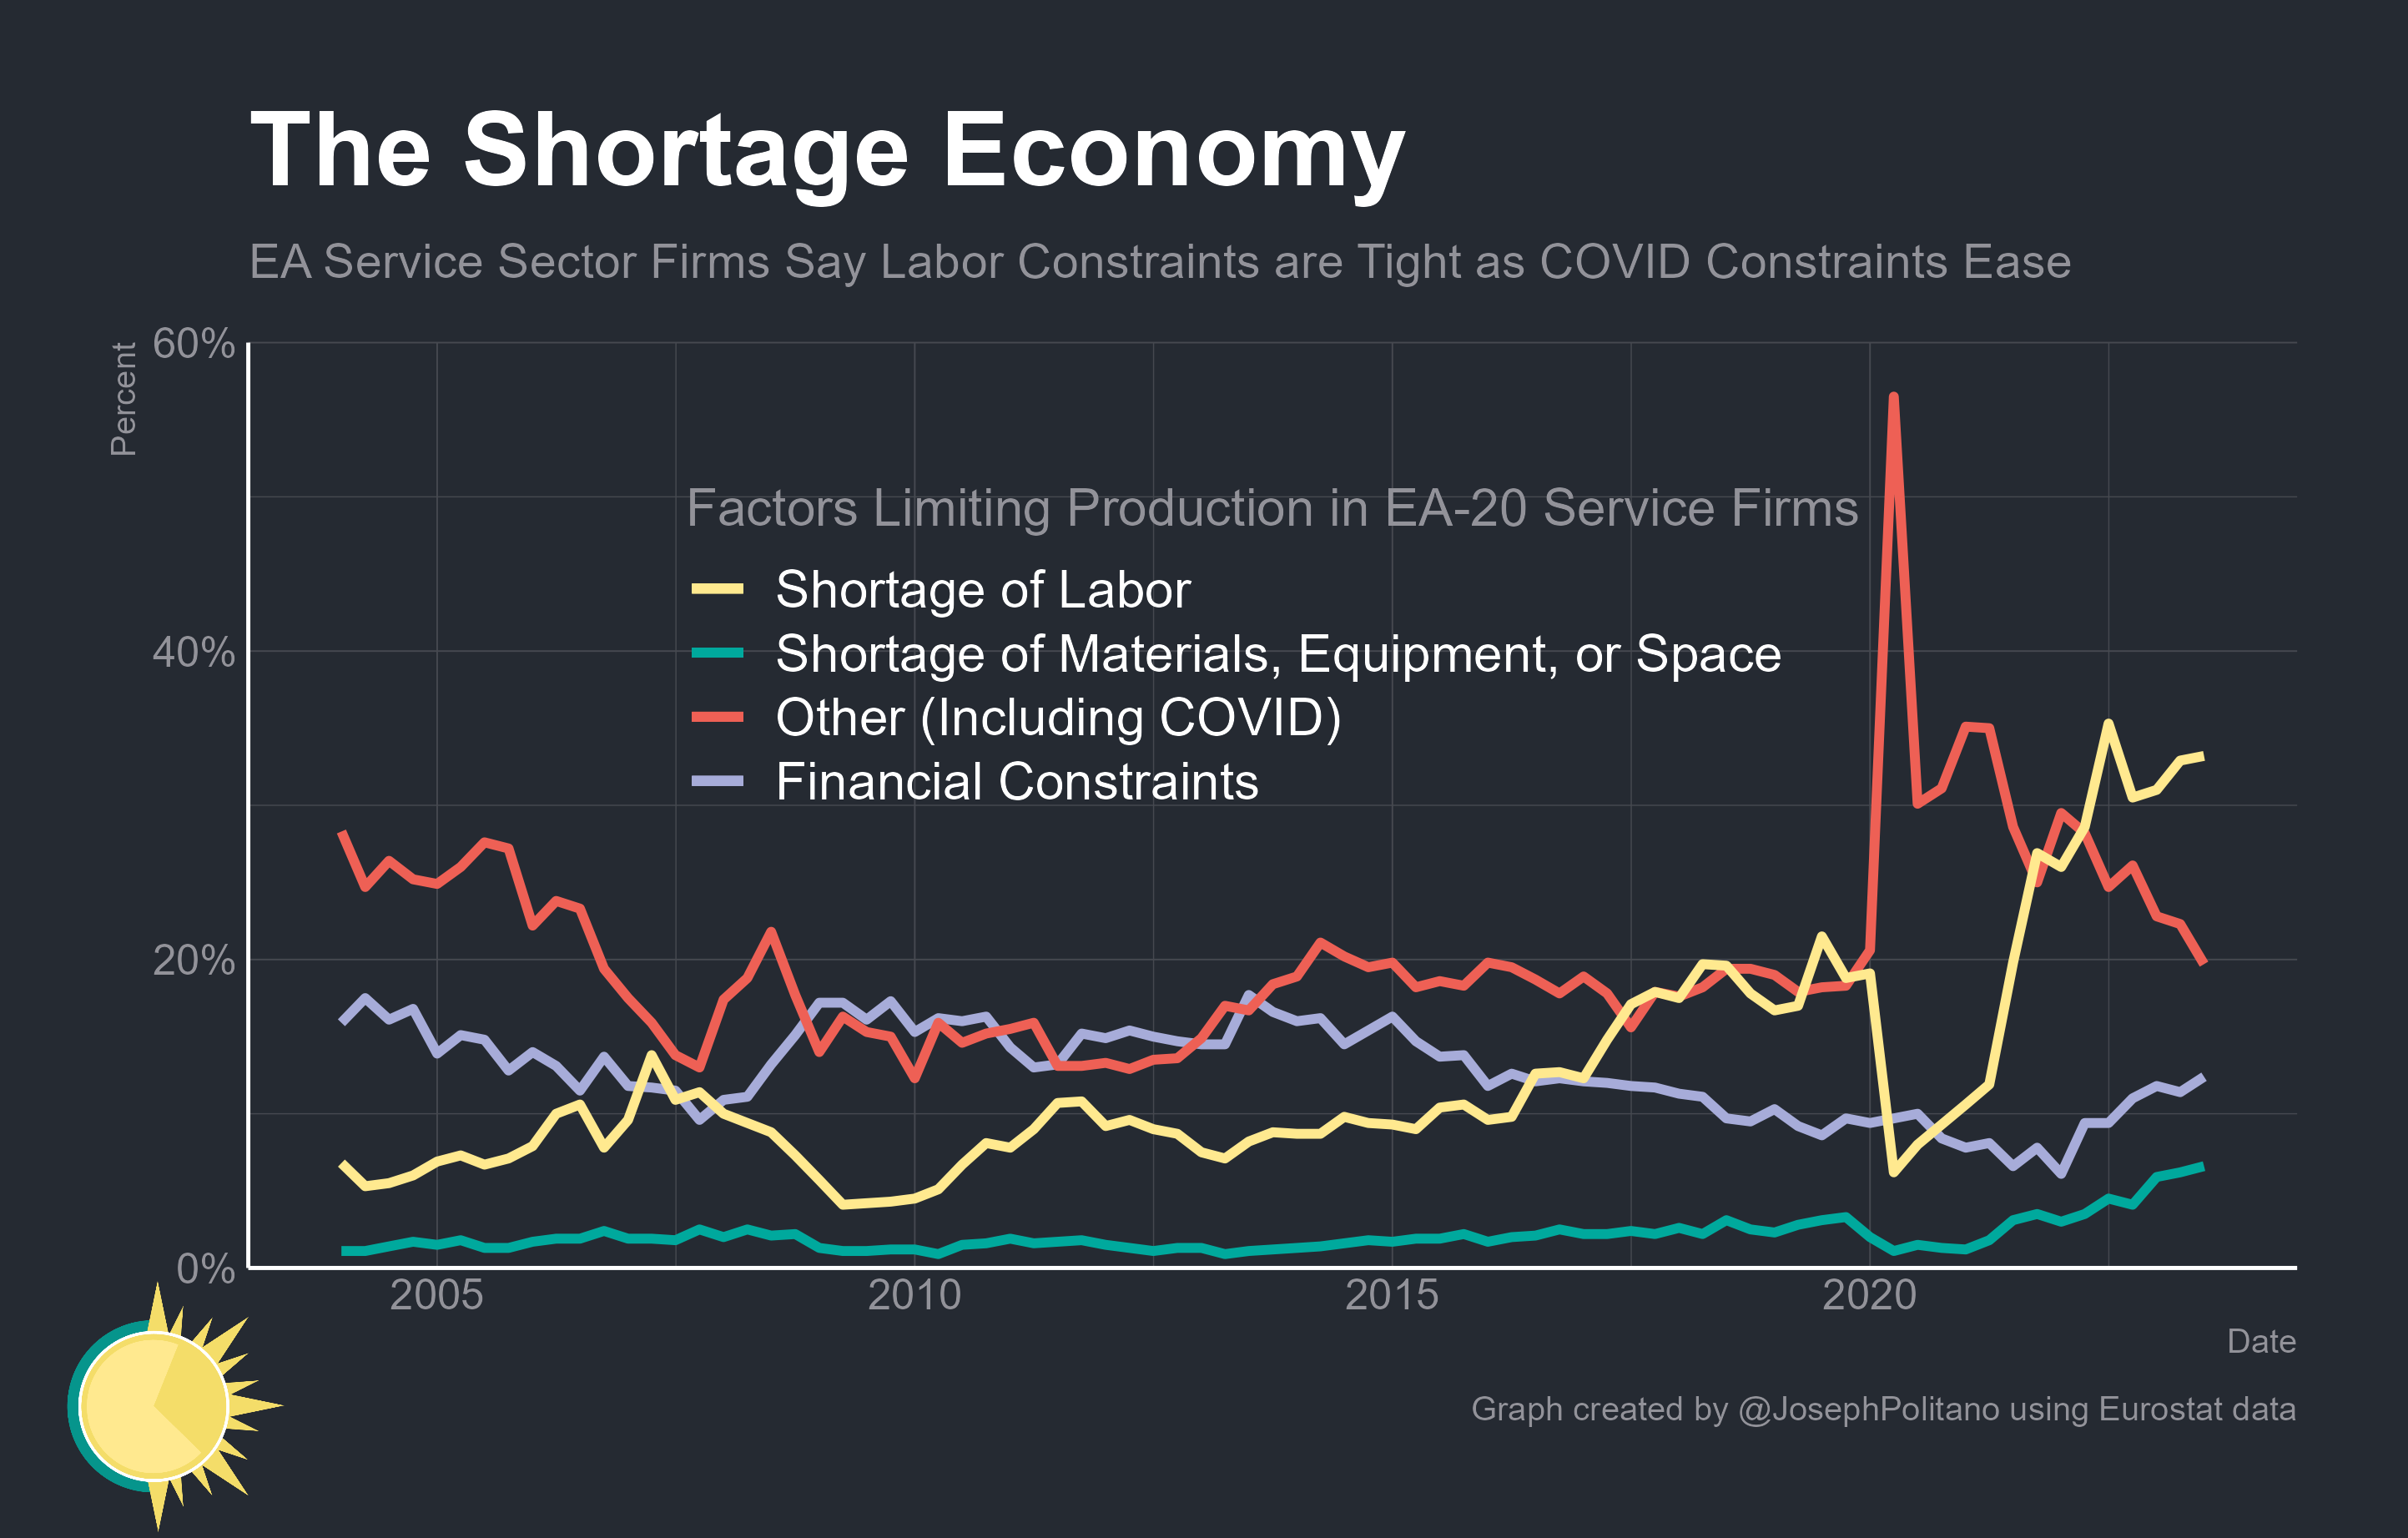 The Shortage Economy
EA Service Sector Firms Say Labor Constraints are Tight as COVID Constraints Ease
Percent
60%
40%
20%
0%
Factors Limiting Production in EA-20 Service Firms
Shortage of Labor
Shortage of Materials, Equipment, or Space
Other (Including COVID)
Financial Constraints
2005 2010 2015 2020
Date
Graph created by @JosephPolitano using Eurostat data